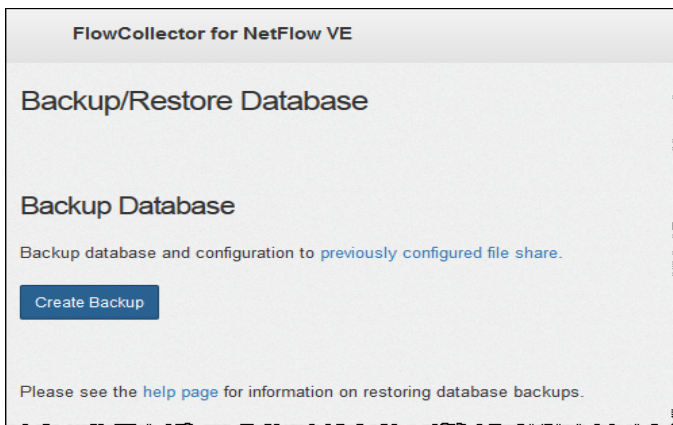 FlowCollector for NetFlow VE
Backup/Restore Database
Backup Database
Backup database and configuration to previously configured file share.
Create Backup
Please see the help page for information on restoring database backups.